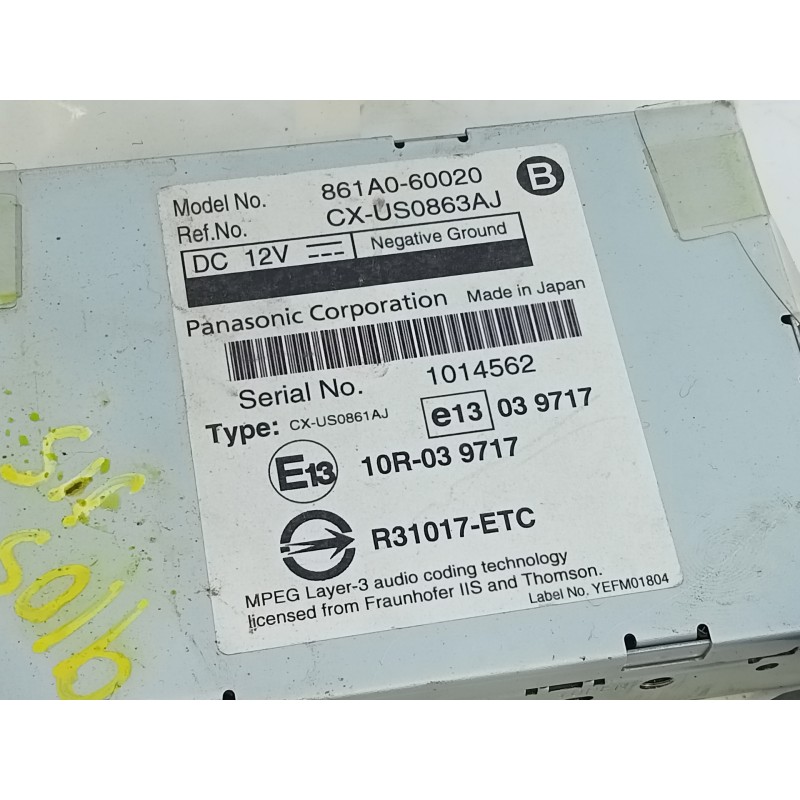 Model No. 861A0-60020 B
Ref.No. CX-US0863AJ
DC 12V Negative Ground
Panasonic Corporation Made in Japan
Serial No. 1014562
Type: CX-US0861AJ e13 03 9717
E13 10R-03 9717
R31017-ETC
MPEG Layer-3 audio coding technology
licensed from Fraunhofer IIS and Thomson.
Label No. YEFM01804